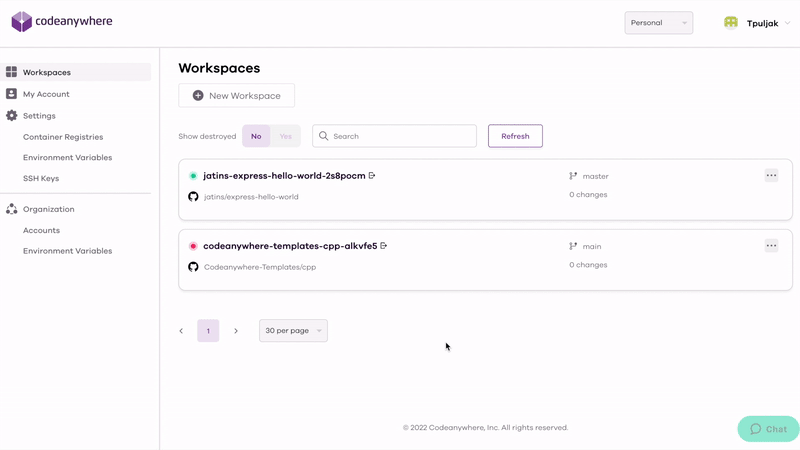 codeanywhere
Personal
Tpuljak
Workspaces
My Account
Settings
Container Registries
Environment Variables
SSH Keys
Organization
Accounts
Environment Variables
Workspaces
New Workspace
Show destroyed No Yes Search Refresh
jatins-express-hello-world-2s8pocm master
jatins/express-hello-world 0 changes
codeanywhere-templates-cpp-alkvfe5 main
Codeanywhere-Templates/cpp 0 changes
1 30 per page
© 2022 Codeanywhere, Inc. All rights reserved.
Chat